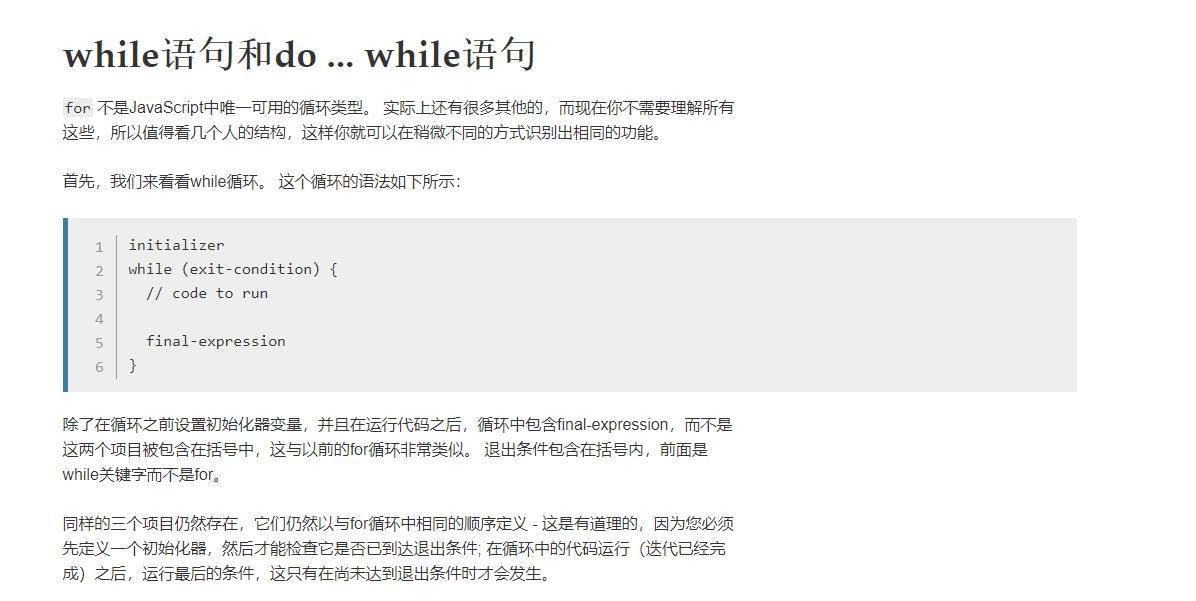 while语句和do ... while语句
for 不是JavaScript中唯一可用的循环类型。 实际上还有很多其他的，而现在你不需要理解所有
这些，所以值得看几个人的结构，这样你就可以在稍微不同的方式识别出相同的功能。
首先，我们来看看while循环。 这个循环的语法如下所示：
1 initializer
2 while (exit-condition) {
3   // code to run
4
5   final-expression
6 }
除了在循环之前设置初始化器变量，并且在运行代码之后，循环中包含final-expression，而不是
这两个项目被包含在括号中，这与以前的for循环非常类似。 退出条件包含在括号内，前面是
while关键字而不是for。
同样的三个项目仍然存在，它们仍然以与for循环中相同的顺序定义 - 这是有道理的，因为您必须
先定义一个初始化器，然后才能检查它是否已到达退出条件; 在循环中的代码运行（迭代已经完
成）之后，运行最后的条件，这只有在尚未达到退出条件时才会发生。